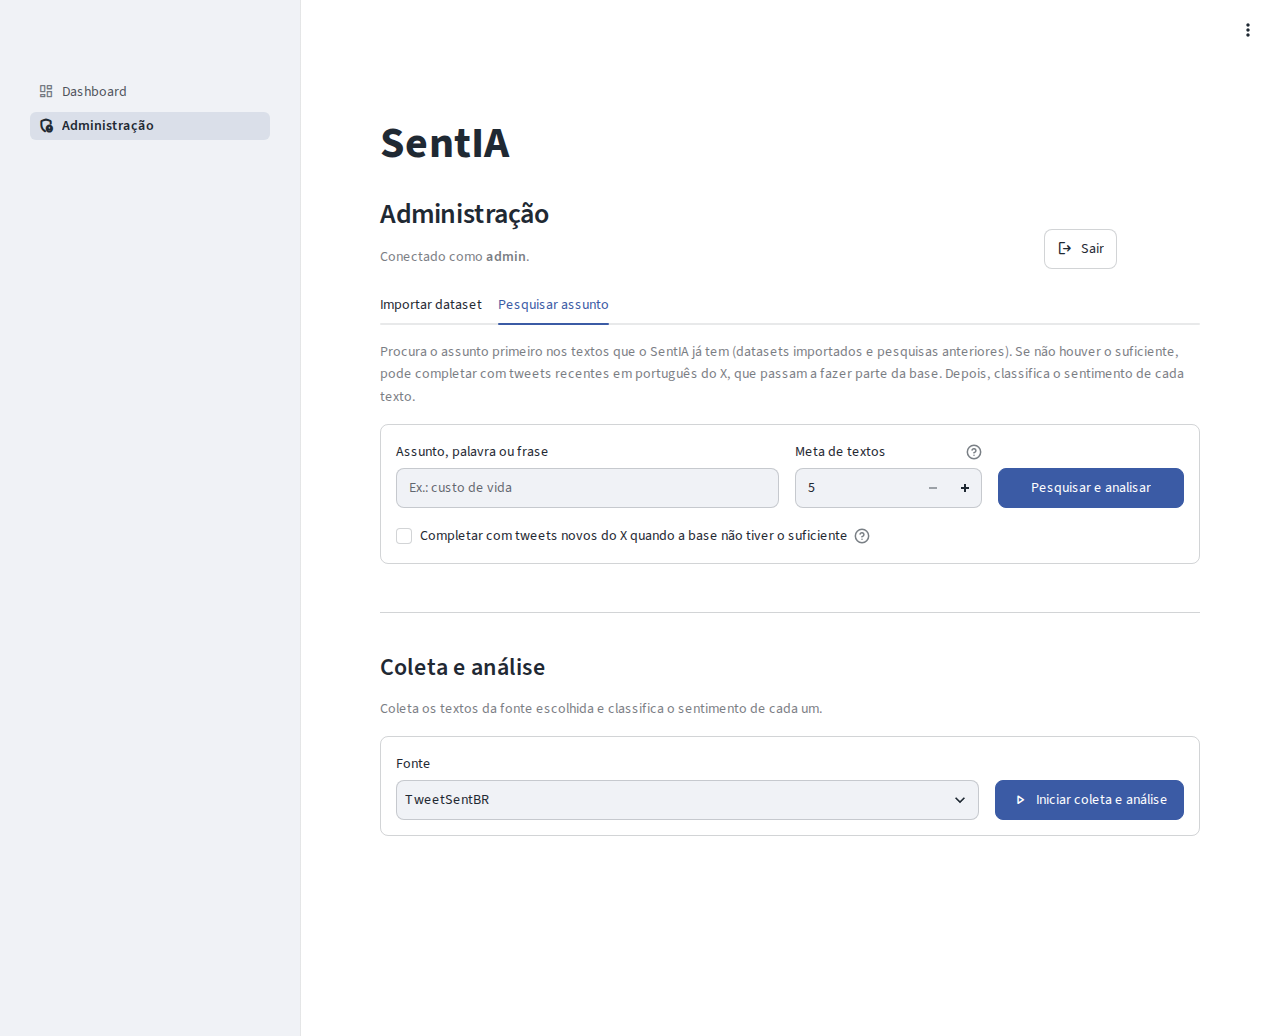 Dashboard
Administração
SentIA
Administração
Conectado como admin.
Sair
Importar dataset
Pesquisar assunto
Procura o assunto primeiro nos textos que o SentIA já tem (datasets importados e pesquisas anteriores). Se não houver o suficiente,
pode completar com tweets recentes em português do X, que passam a fazer parte da base. Depois, classifica o sentimento de cada
texto.
Assunto, palavra ou frase
Meta de textos
Ex.: custo de vida
5
Pesquisar e analisar
Completar com tweets novos do X quando a base não tiver o suficiente
Coleta e análise
Coleta os textos da fonte escolhida e classifica o sentimento de cada um.
Fonte
TweetSentBR
Iniciar coleta e análise